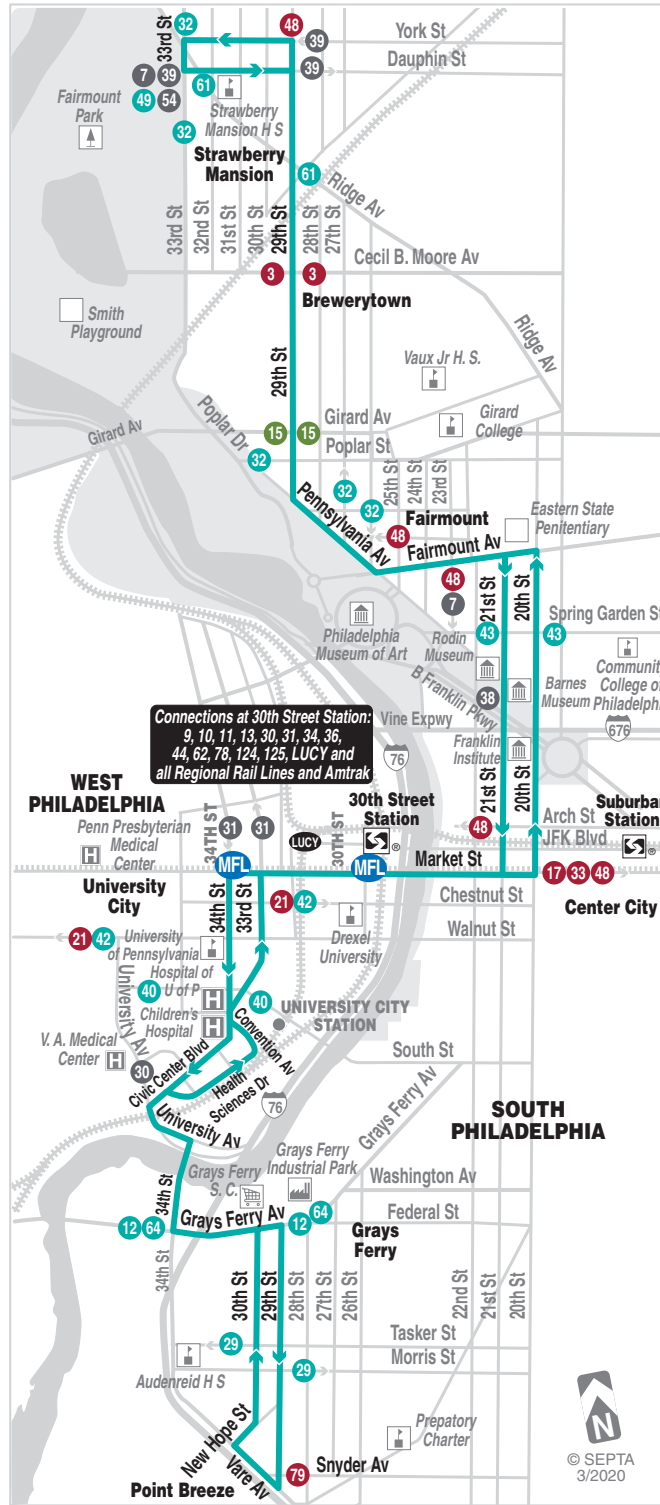 32
48
York St
33rd St
39
Dauphin St
39
7
39
61
49
54
Fairmount
Park
Strawberry
Mansion H S
32
Strawberry
Mansion
61
Ridge Av
33rd St
32nd St
31st St
30th St
29th St
28th St
27th St
Cecil B. Moore Av
3
3
Brewerytown
Smith
Playground
Ridge Av
29th St
Vaux Jr H. S.
Poplar Dr
Girard Av
Girard Av
15
15
Girard
College
Poplar St
32
25th St
24th St
23rd St
32
32
Pennsylvania Av
Fairmount
Eastern State
Penitentiary
48
Fairmount Av
48
7
21st St
20th St
Spring Garden St
43
43
Philadelphia
Museum of Art
Rodin
Museum
Community
College of
Philadelphia
B Franklin Pkwy
38
Barnes
Museum
Connections at 30th Street Station:
9, 10, 11, 13, 30, 31, 34, 36,
44, 62, 78, 124, 125, LUCY and
all Regional Rail Lines and Amtrak
Vine Expwy
676
76
Franklin
Institute
WEST
PHILADELPHIA
30th Street
Station
®
21st St
20th St
Suburban
Station
®
Arch St
48
JFK Blvd
34TH ST
31
31
LUCY
30TH ST
Penn Presbyterian
Medical
Center
MFL
MFL
Market St
17
33
48
University
City
34th St
33rd St
21
42
Chestnut St
Center City
Drexel
University
Walnut St
21
42
University
of Pennsylvania
Hospital of
U of P
University Av
40
40
Children's
Hospital
UNIVERSITY CITY
STATION
V. A. Medical
Center
30
Convention Av
South St
Civic Center Blvd
Health
Sciences Dr
76
Grays Ferry Av
SOUTH
PHILADELPHIA
University Av
Grays Ferry
Industrial Park
Grays Ferry
S. C.
Washington Av
34th St
12
64
Grays Ferry Av
12
64
Federal St
Grays
Ferry
34th St
30th St
29th St
28th St
27th St
26th St
22nd St
21st St
20th St
Tasker St
29
Morris St
29
Audenreid H S
New Hope St
Prepatory
Charter
N
Vare Av
79
Snyder Av
Point Breeze
© SEPTA
3/2020